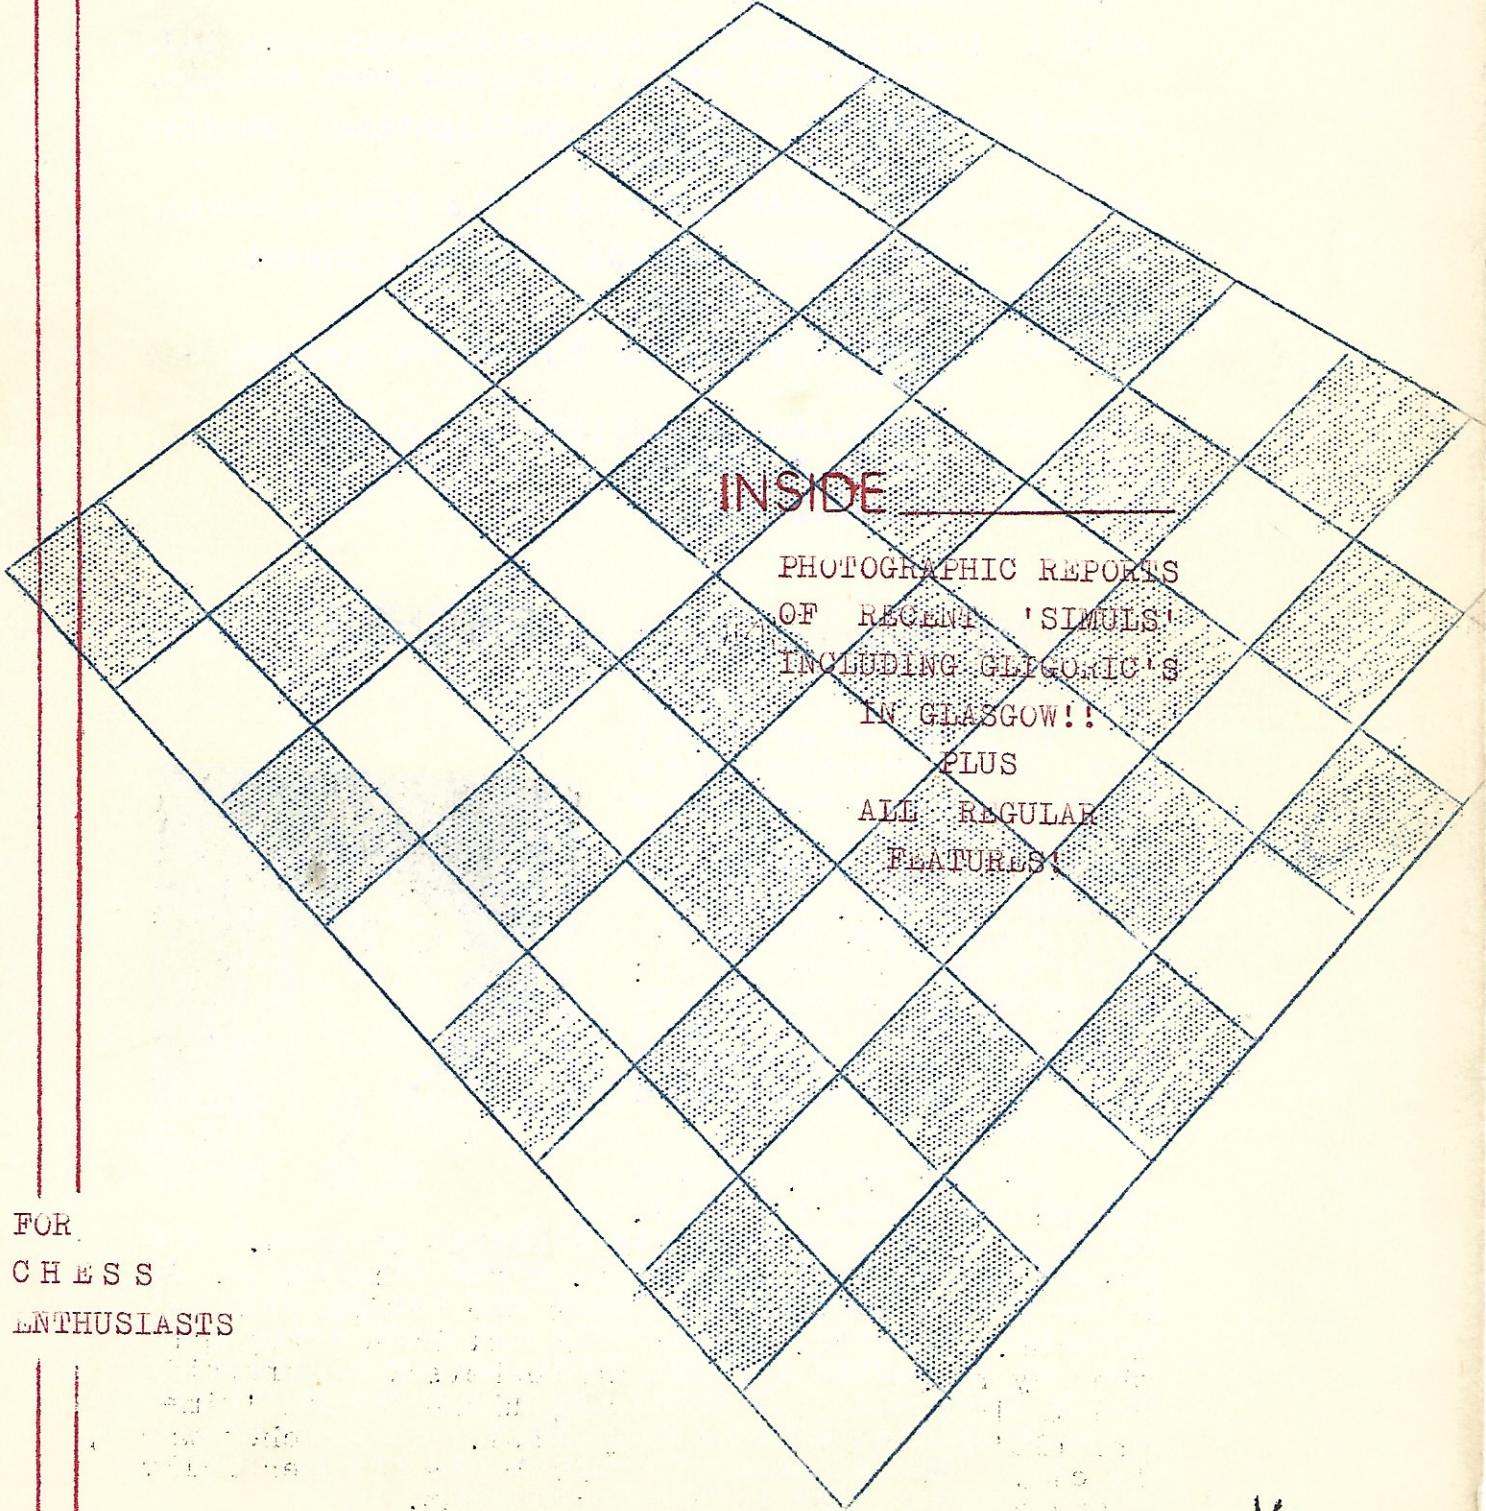 INSIDE
PHOTOGRAPHIC REPORTS
OF RECENT 'SIMULS'
INCLUDING GLIGORIC'S
IN GLASGOW!!
PLUS
ALL REGULAR
FEATURES!
FOR
CHESS
ENTHUSIASTS